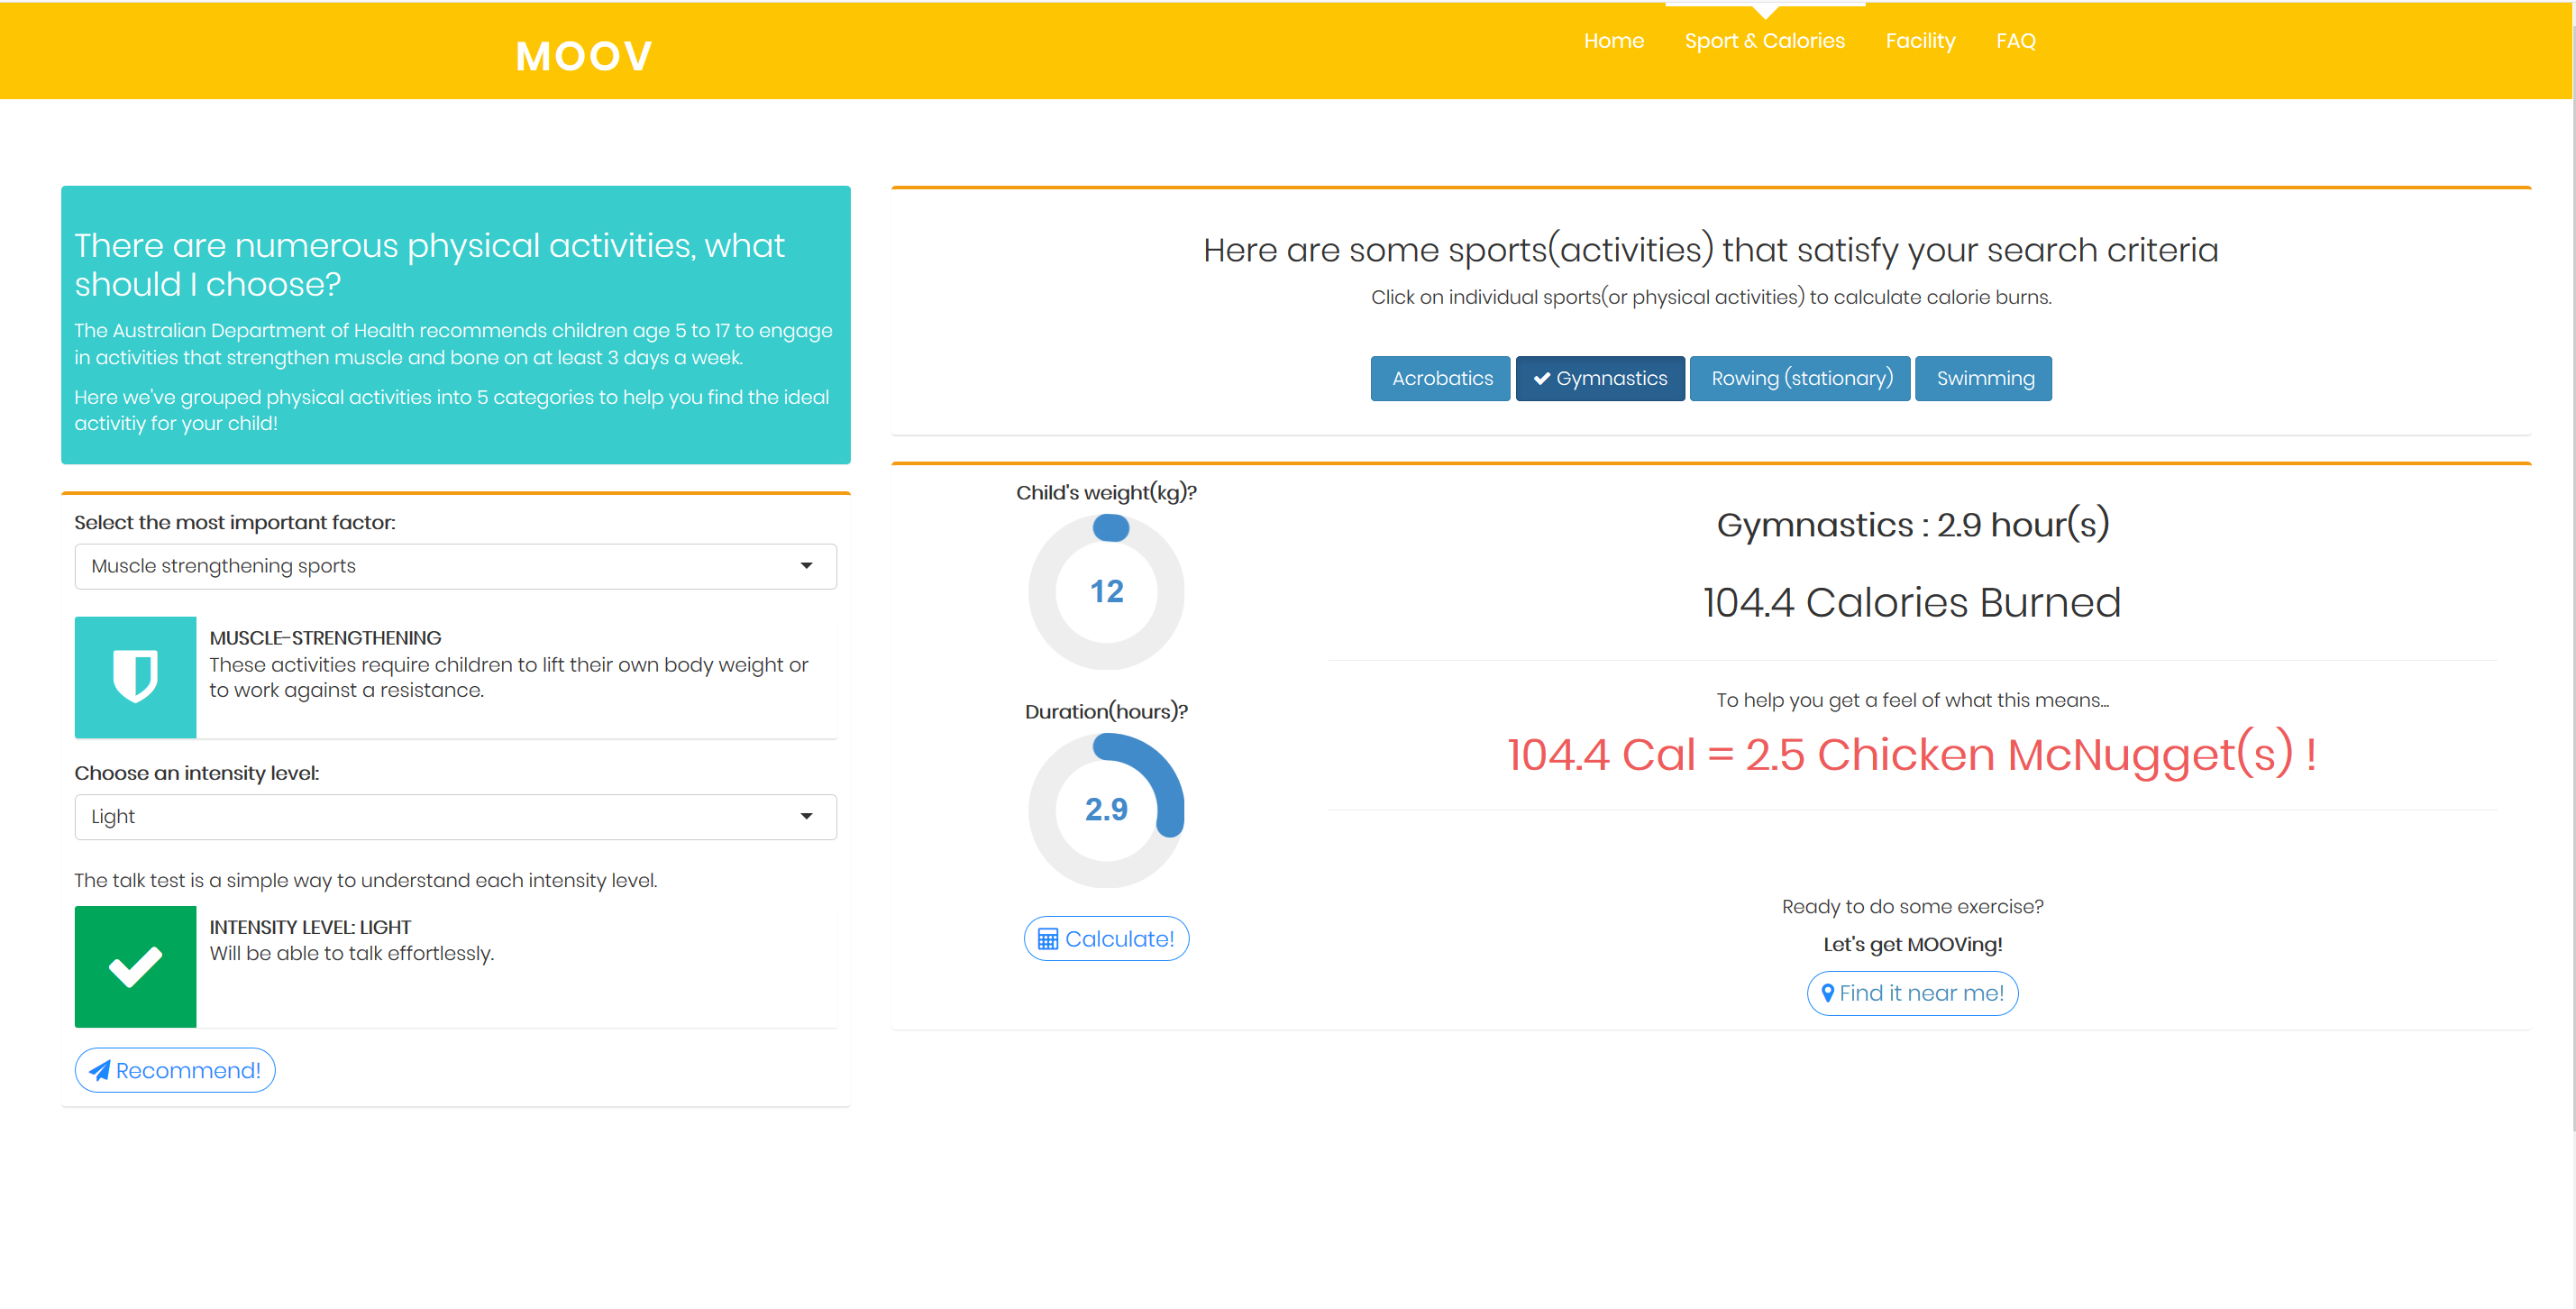 MOOV
Home
Sport & Calories
Facility
FAQ
There are numerous physical activities, what
should I choose?
The Australian Department of Health recommends children age 5 to 17 to engage
in activities that strengthen muscle and bone on at least 3 days a week.
Here we've grouped physical activities into 5 categories to help you find the ideal
activitiy for your child!
Select the most important factor:
Muscle strengthening sports
MUSCLE-STRENGTHENING
These activities require children to lift their own body weight or
to work against a resistance.
Choose an intensity level:
Light
The talk test is a simple way to understand each intensity level.
INTENSITY LEVEL: LIGHT
Will be able to talk effortlessly.
Recommend!
Here are some sports(activities) that satisfy your search criteria
Click on individual sports(or physical activities) to calculate calorie burns.
Acrobatics
Gymnastics
Rowing (stationary)
Swimming
Child's weight(kg)?
12
Duration(hours)?
2.9
Calculate!
Gymnastics : 2.9 hour(s)
104.4 Calories Burned
To help you get a feel of what this means...
104.4 Cal = 2.5 Chicken McNugget(s) !
Ready to do some exercise?
Let's get MOOVing!
Find it near me!